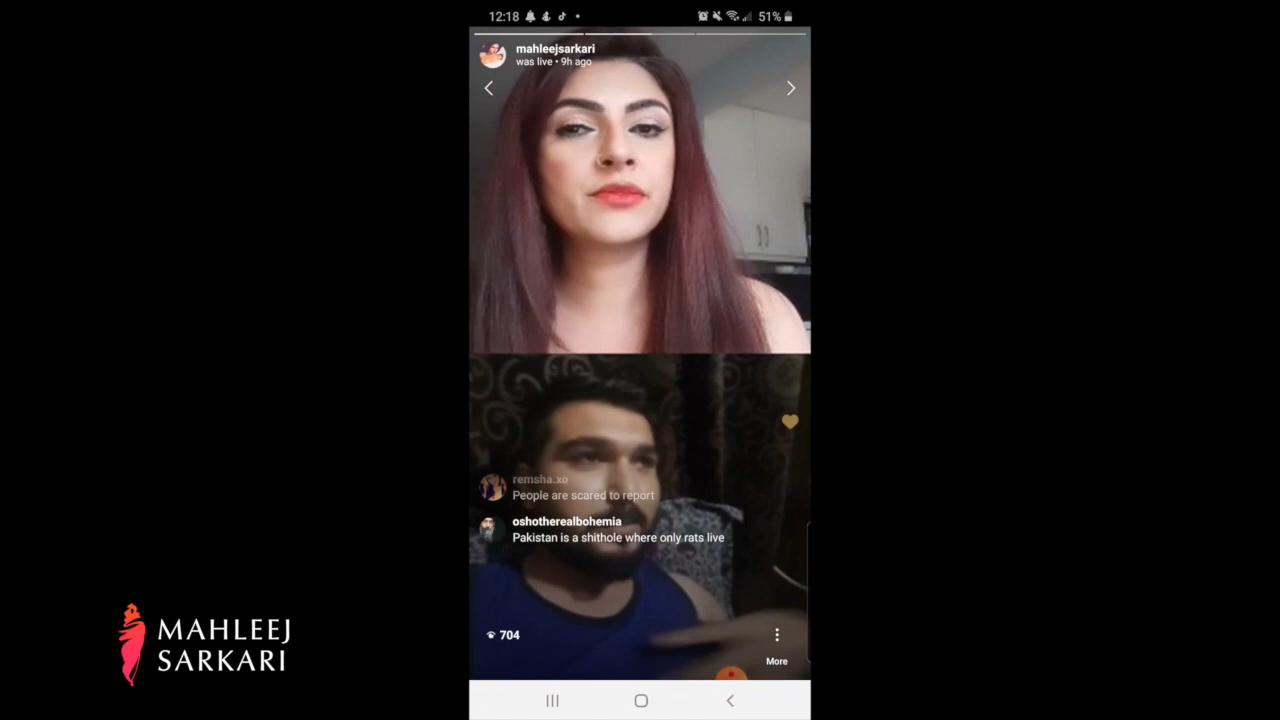 12:18
51%
mahleejsarkari
was live • 9h ago
remsha.xo
People are scared to report
oshotherealbohemia
Pakistan is a shithole where only rats live
704
More
MAHLEEJ
SARKARI